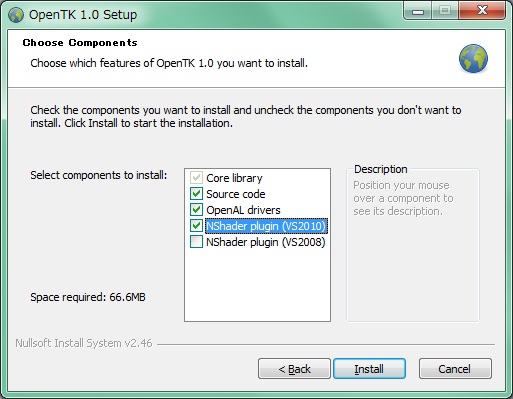 OpenTK 1.0 Setup
Choose Components
Choose which features of OpenTK 1.0 you want to install.
Check the components you want to install and uncheck the components you don't want to
install. Click Install to start the installation.
Select components to install:
Core library
Source code
OpenAL drivers
NShader plugin (VS2010)
NShader plugin (VS2008)
Description
Position your mouse
over a component to
see its description.
Space required: 66.6MB
Nullsoft Install System v2.46
< Back
Install
Cancel